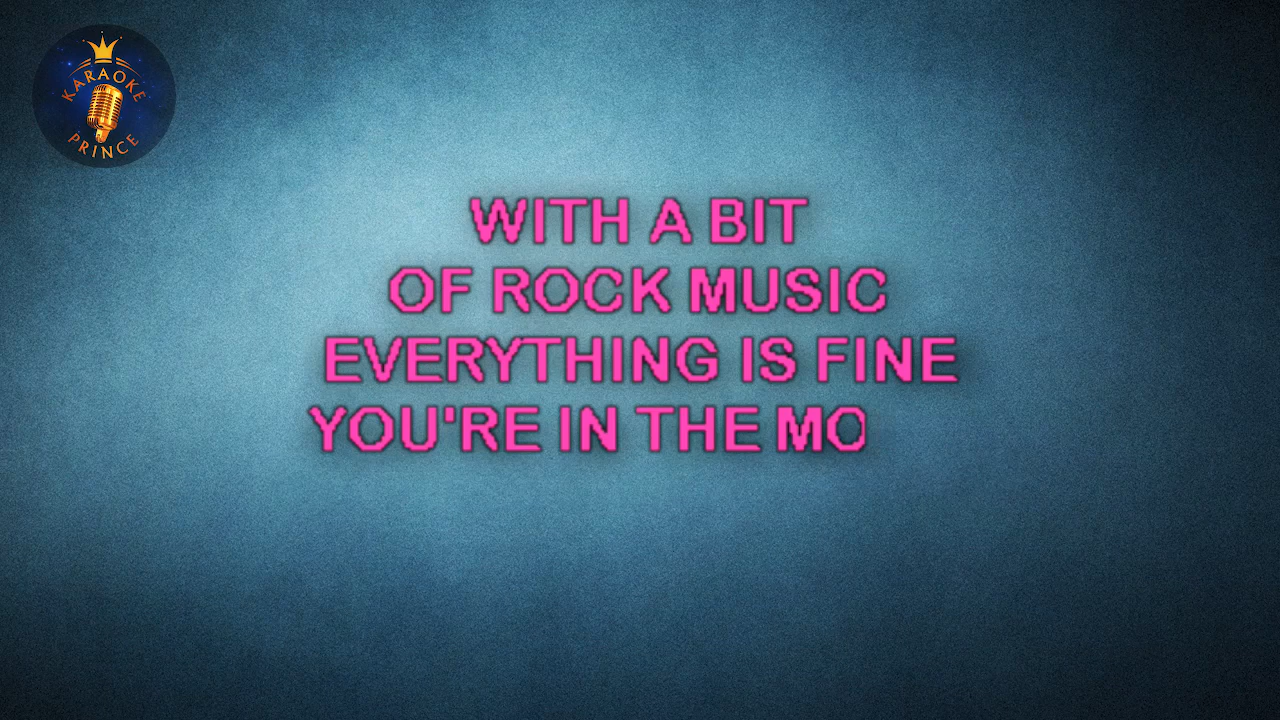 KARAOKE
PRINCE
WITH A BIT
OF ROCK MUSIC
EVERYTHING IS FINE
YOU'RE IN THE MO